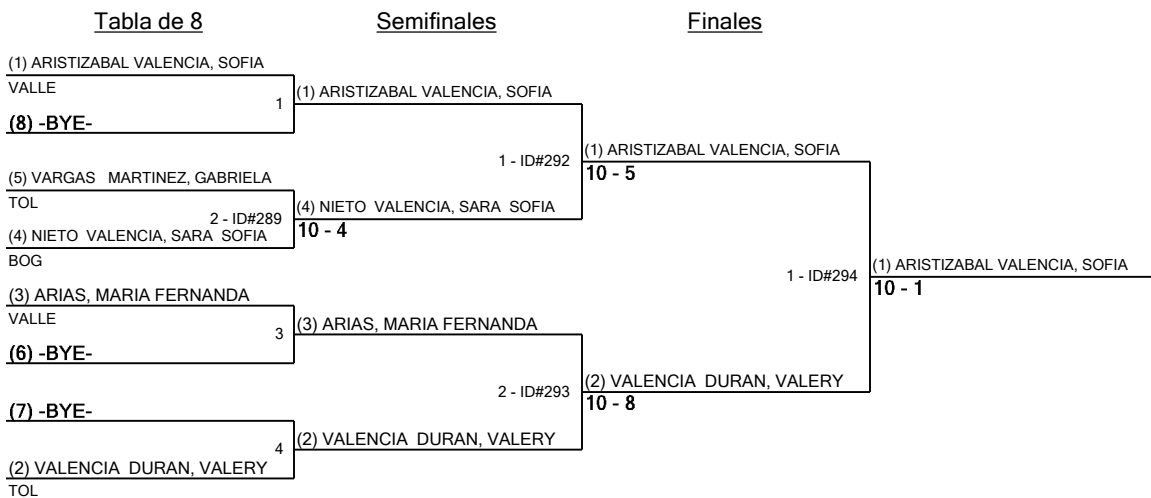 Tabla de 8
Semifinales
Finales
(1) ARISTIZABAL VALENCIA, SOFIA
VALLE
1
(8) -BYE-
(1) ARISTIZABAL VALENCIA, SOFIA
(5) VARGAS MARTINEZ, GABRIELA
TOL
2 - ID#289
(4) NIETO VALENCIA, SARA SOFIA
BOG
(4) NIETO VALENCIA, SARA SOFIA
10 - 4
1 - ID#292
(1) ARISTIZABAL VALENCIA, SOFIA
10 - 5
(3) ARIAS, MARIA FERNANDA
VALLE
3
(6) -BYE-
(3) ARIAS, MARIA FERNANDA
(7) -BYE-
4
(2) VALENCIA DURAN, VALERY
TOL
(2) VALENCIA DURAN, VALERY
2 - ID#293
(2) VALENCIA DURAN, VALERY
10 - 8
1 - ID#294
(1) ARISTIZABAL VALENCIA, SOFIA
10 - 1